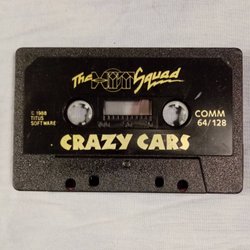 The HIT Squad
© 1988
TITUS
SOFTWARE
COMM
64/128
CRAZY CARS